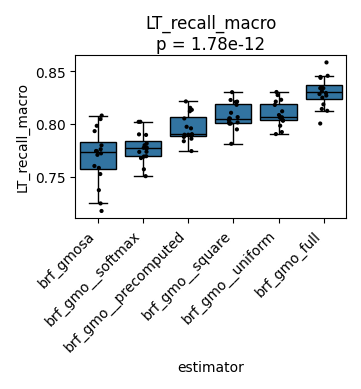 LT_recall_macro
p = 1.78e-12
LT_recall_macro
0.85
0.80
0.75
brf_gmosa
brf_gmo__softmax
brf_gmo__precomputed
brf_gmo__square
brf_gmo__uniform
brf_gmo_full
estimator